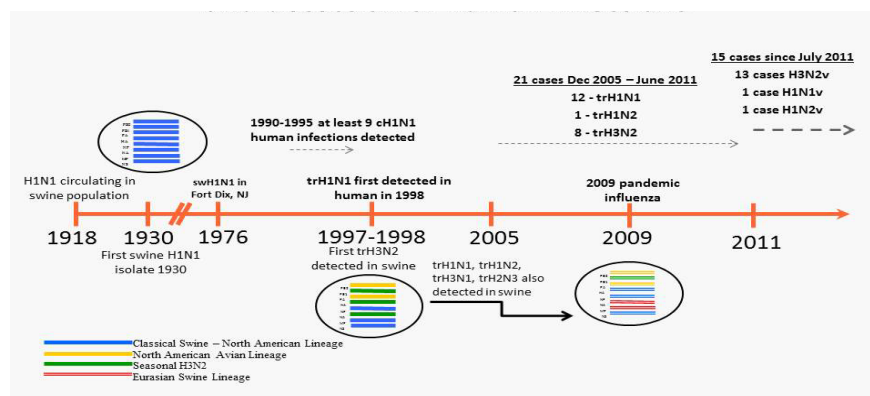 15 cases since July 2011
13 cases H3N2v
1 case H1N1v
1 case H1N2v
21 cases Dec 2005 – June 2011
12 - trH1N1
1 - trH1N2
8 - trH3N2
1990-1995 at least 9 cH1N1
human infections detected
H1N1 circulating in
swine population
swH1N1 in
Fort Dix, NJ
trH1N1 first detected in
human in 1998
2009 pandemic
influenza
1918
1930
1976
1997-1998
2005
2009
2011
First swine H1N1
isolate 1930
First trH3N2
detected in swine
trH1N1, trH1N2,
trH3N1, trH2N3 also
detected in swine
Classical Swine – North American Lineage
North American Avian Lineage
Seasonal H3N2
Eurasian Swine Lineage